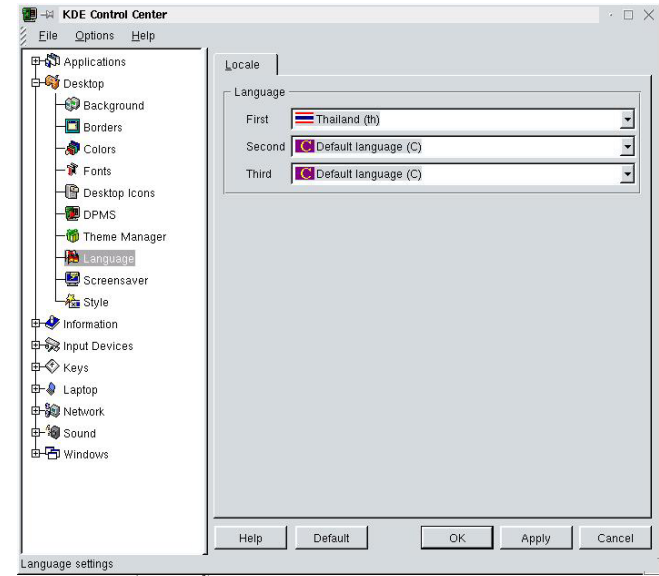 KDE Control Center
File Options Help
Applications
Desktop
Background
Borders
Colors
Fonts
Desktop Icons
DPMS
Theme Manager
Language
Screensaver
Style
Information
Input Devices
Keys
Laptop
Network
Sound
Windows
Locale
Language
First Thailand (th)
Second C Default language (C)
Third C Default language (C)
Help Default OK Apply Cancel
Language settings